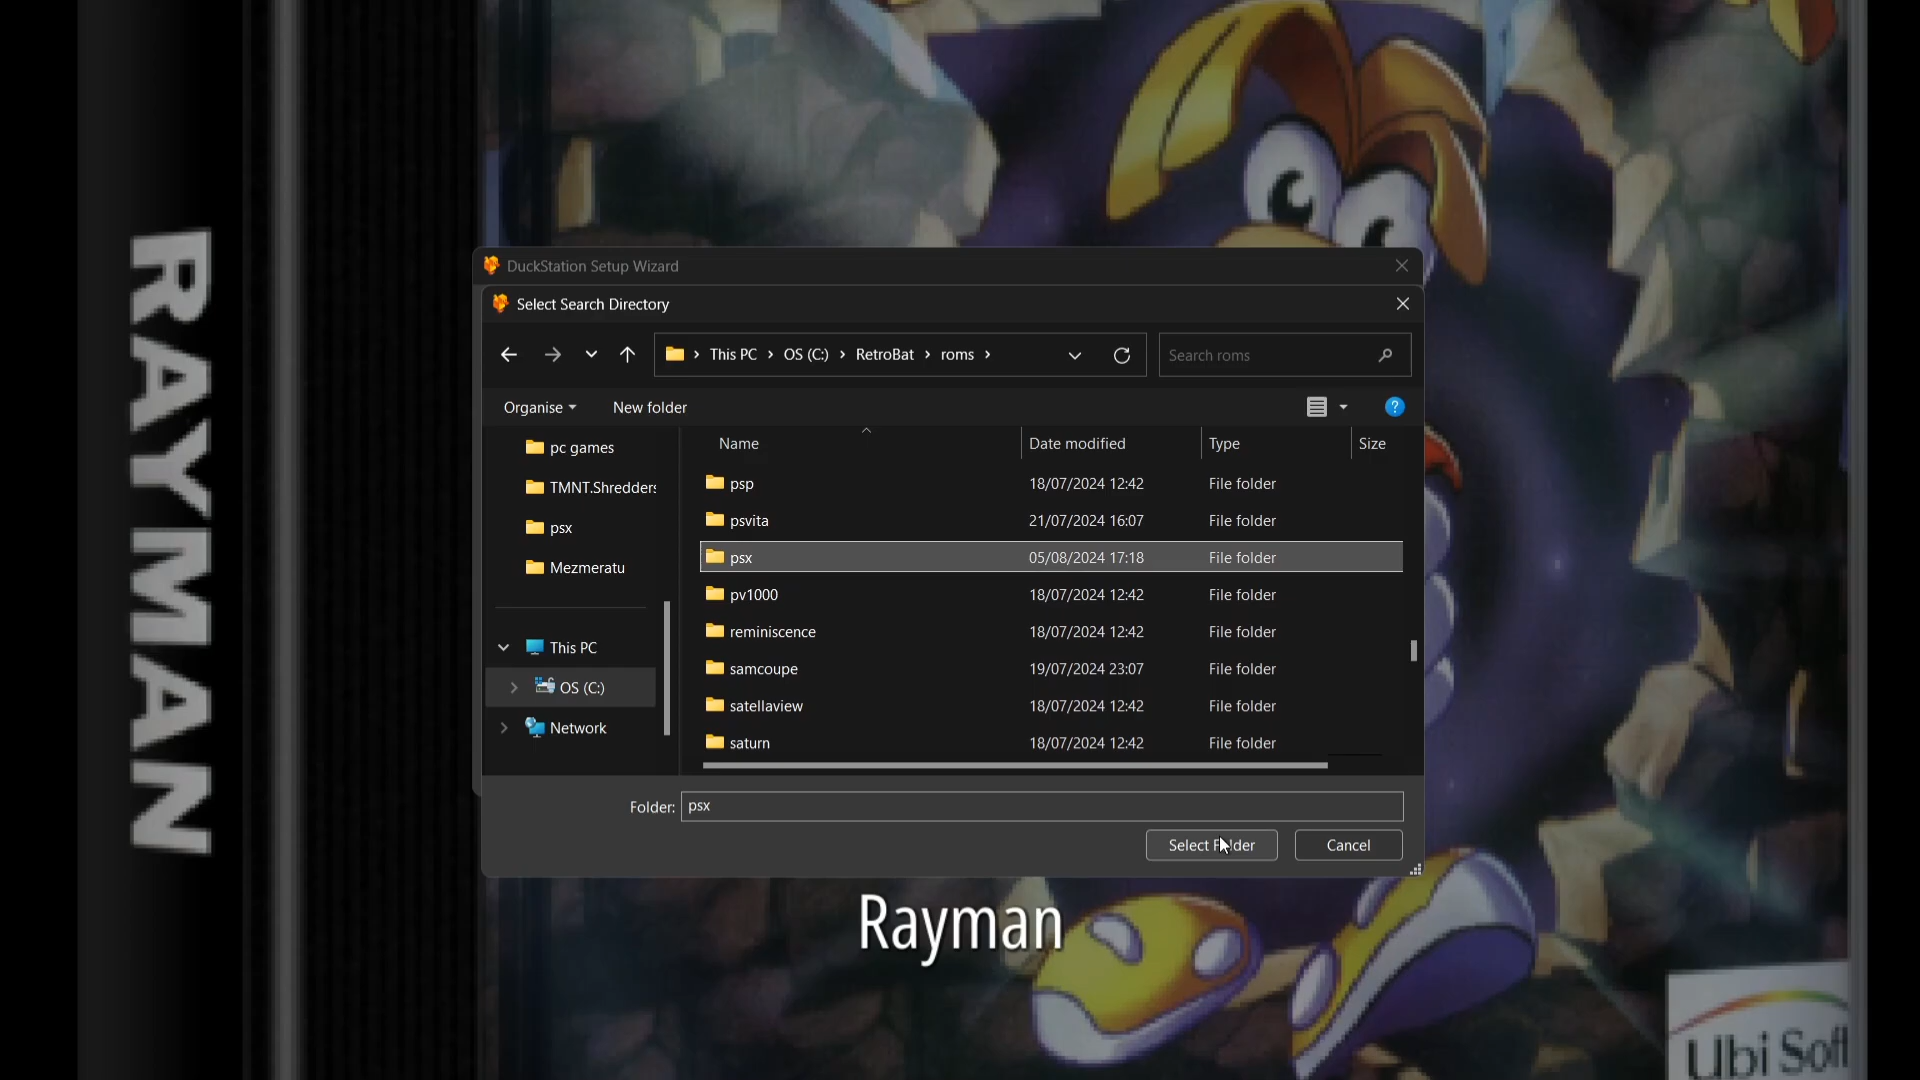 RAYMAN
DuckStation Setup Wizard
Select Search Directory
This PC > OS (C:) > RetroBat > roms >
Search roms
Organise
New folder
pc games
TMNT.Shredders
psx
Mezmeratu
This PC
OS (C:)
Network
Name Date modified Type Size
psp 18/07/2024 12:42 File folder
psvita 21/07/2024 16:07 File folder
psx 05/08/2024 17:18 File folder
pv1000 18/07/2024 12:42 File folder
reminiscence 18/07/2024 12:42 File folder
samcoupe 19/07/2024 23:07 File folder
satellaview 18/07/2024 12:42 File folder
saturn 18/07/2024 12:42 File folder
Folder: psx
Select Folder
Cancel
Rayman
Ubi Soft